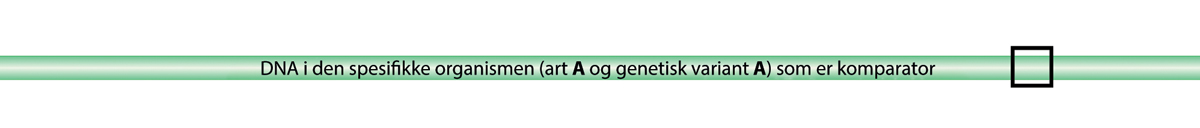 DNA i den spesifikke organismen (art A og genetisk variant A) som er komparator